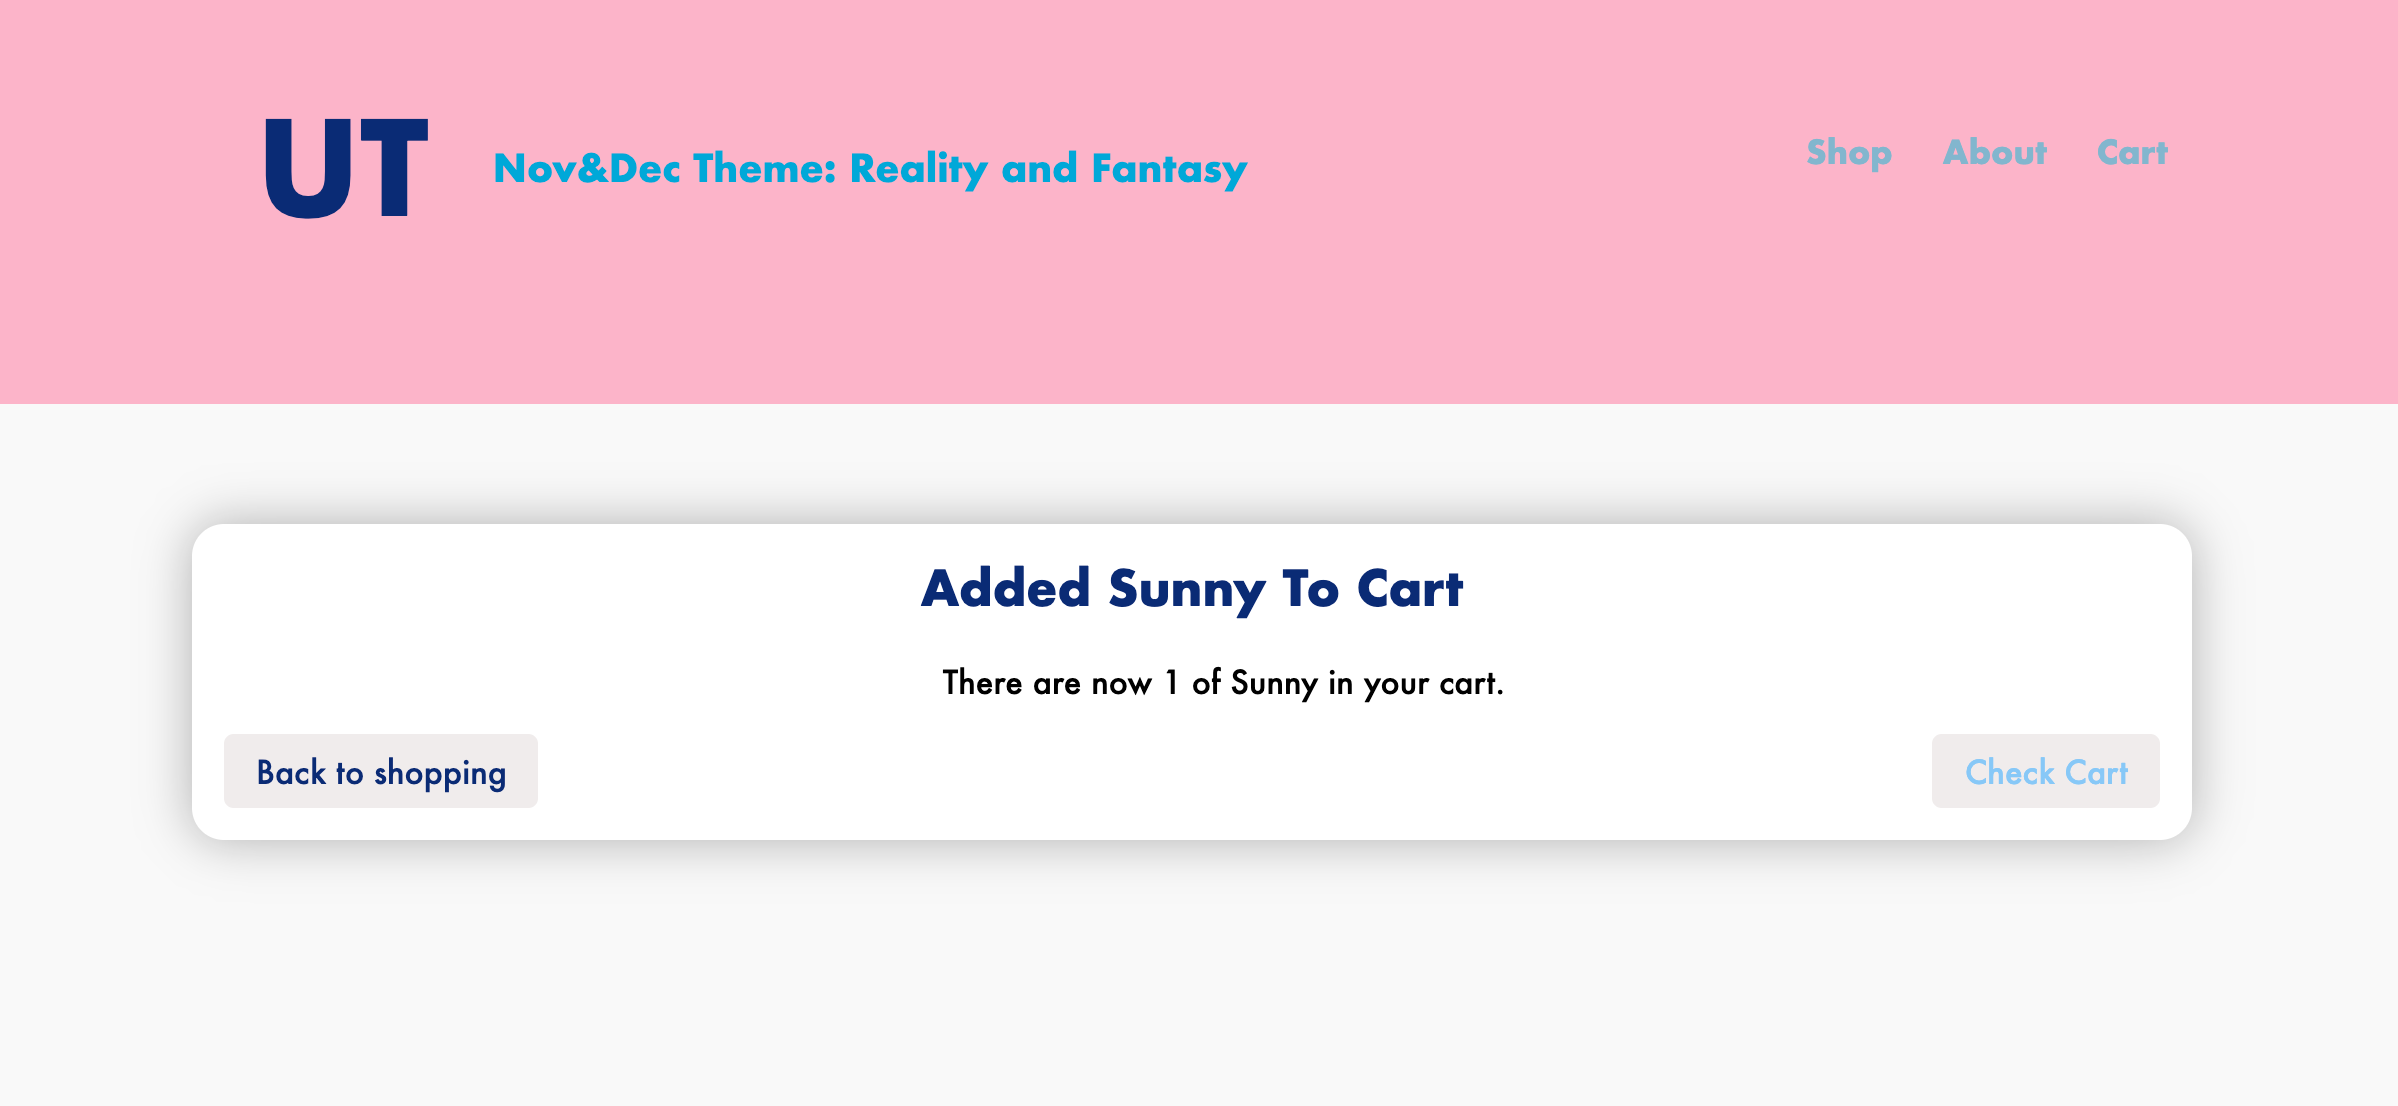 UT
Nov&Dec Theme: Reality and Fantasy
Shop About Cart
Added Sunny To Cart
There are now 1 of Sunny in your cart.
Back to shopping
Check Cart